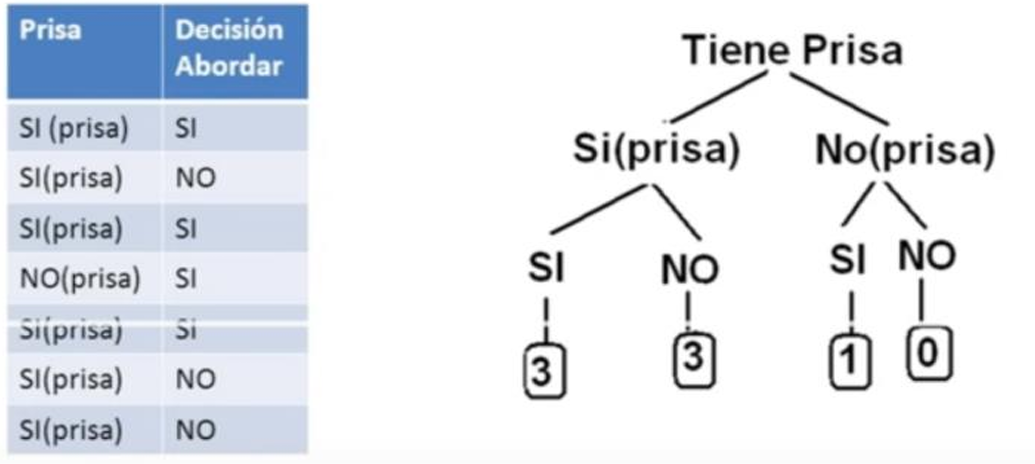 Prisa Decisión
Abordar
SI (prisa) SI
SI(prisa) NO
SI(prisa) SI
NO(prisa) SI
Si(prisa) Si
SI(prisa) NO
SI(prisa) NO
Tiene Prisa
Si(prisa) No(prisa)
SI NO SI NO
3 3 1 0